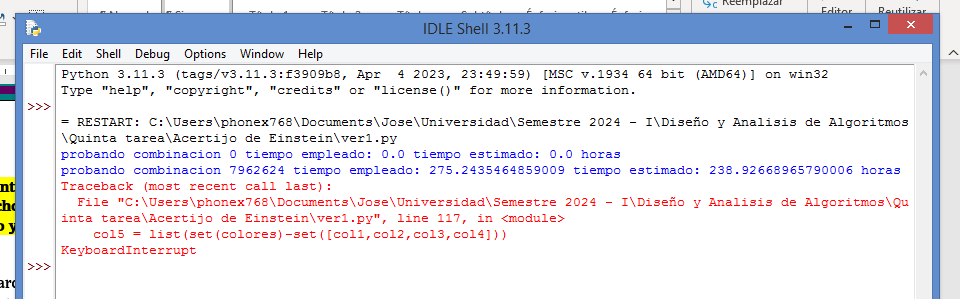 Reemplazar
Editor
Reutilizar
IDLE Shell 3.11.3
File Edit Shell Debug Options Window Help
Python 3.11.3 (tags/v3.11.3:f3909b8, Apr  4 2023, 23:49:59) [MSC v.1934 64 bit (AMD64)] on win32
Type "help", "copyright", "credits" or "license()" for more information.
>>>
= RESTART: C:\Users\phonex768\Documents\Jose\Universidad\Semestre 2024 - I\Diseño y Analisis de Algoritmos
\Quinta tarea\Acertijo de Einstein\ver1.py
probando combinacion 0 tiempo empleado: 0.0 tiempo estimado: 0.0 horas
probando combinacion 7962624 tiempo empleado: 275.2435464859009 tiempo estimado: 238.92668965790006 horas
Traceback (most recent call last):
  File "C:\Users\phonex768\Documents\Jose\Universidad\Semestre 2024 - I\Diseño y Analisis de Algoritmos\Qu
inta tarea\Acertijo de Einstein\ver1.py", line 117, in <module>
    col5 = list(set(colores)-set([col1,col2,col3,col4]))
KeyboardInterrupt
>>>